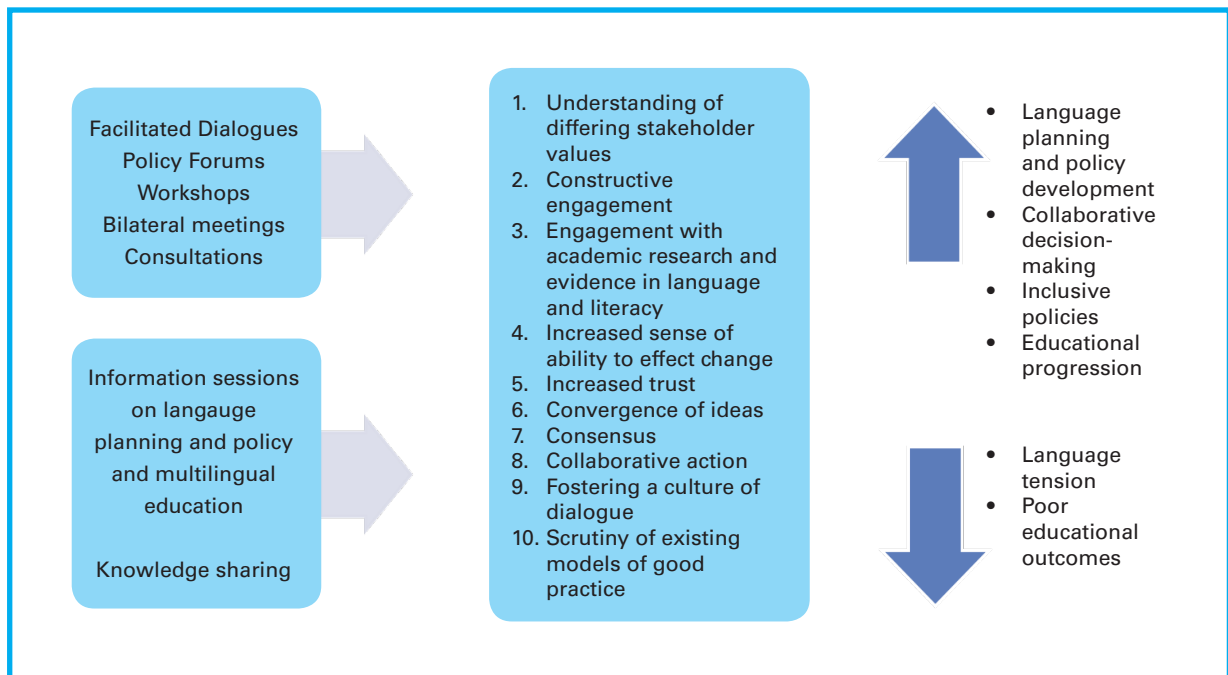 Facilitated Dialogues
Policy Forums
Workshops
Bilateral meetings
Consultations
Information sessions
on langauge
planning and policy
and multilingual
education
Knowledge sharing
1. Understanding of
differing stakeholder
values
2. Constructive
engagement
3. Engagement with
academic research and
evidence in language
and literacy
4. Increased sense of
ability to effect change
5. Increased trust
6. Convergence of ideas
7. Consensus
8. Collaborative action
9. Fostering a culture of
dialogue
10. Scrutiny of existing
models of good
practice
• Language
planning
and policy
development
• Collaborative
decision-
making
• Inclusive
policies
• Educational
progression
• Language
tension
• Poor
educational
outcomes